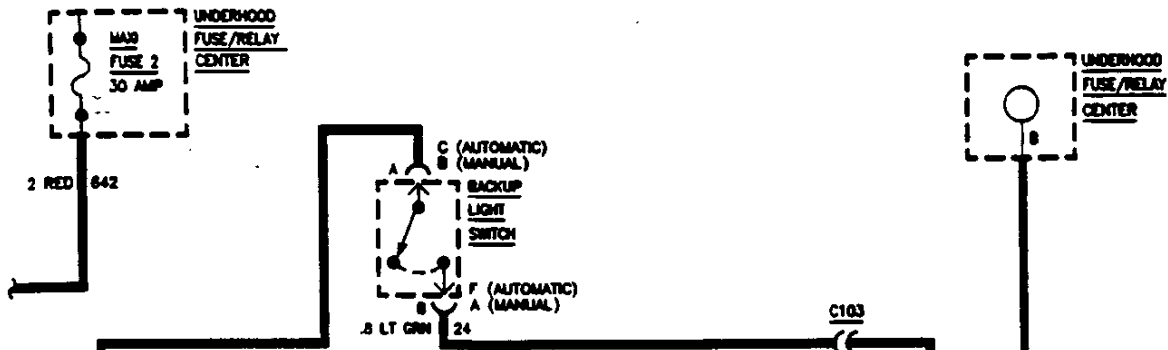 MAXI
FUSE 2
30 AMP
UNDERHOOD
FUSE/RELAY
CENTER
2 RED 642
C (AUTOMATIC)
B (MANUAL)
A
BACKUP
LIGHT
SWITCH
B
F (AUTOMATIC)
A (MANUAL)
.8 LT GRN 24
C103
UNDERHOOD
FUSE/RELAY
CENTER
B